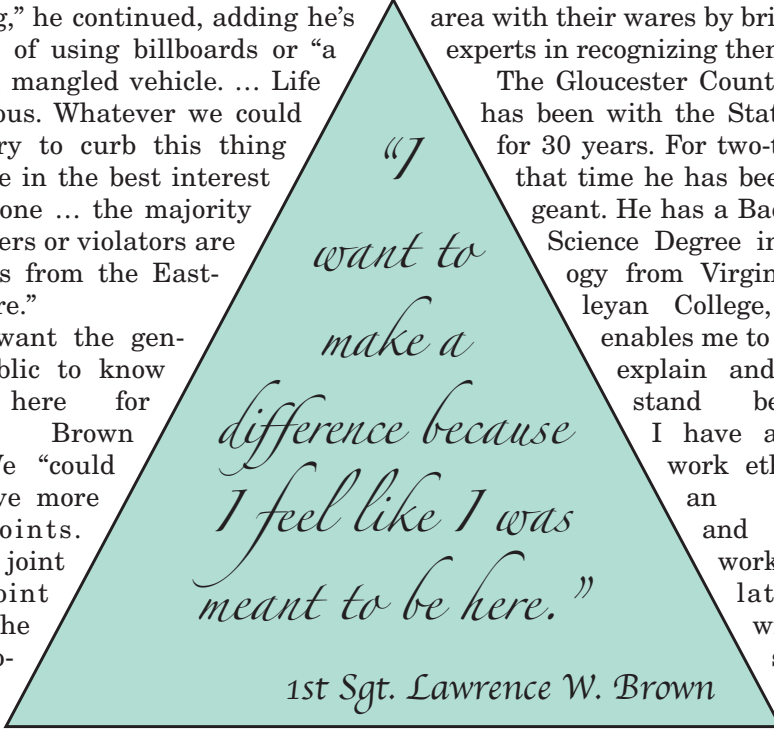 g,” he continued, adding he’s
of using billboards or “a
mangled vehicle. … Life
ous. Whatever we could
ry to curb this thing
e in the best interest
one … the majority
ers or violators are
s from the East-
re.”
want the gen-
blic to know
here for
Brown
We “could
ve more
oints.
joint
oint
he
o-
“I
want to
make a
difference because
I feel like I was
meant to be here.”
1st Sgt. Lawrence W. Brown
area with their wares by bri
experts in recognizing them
The Gloucester Count
has been with the Stat
for 30 years. For two-t
that time he has bee
geant. He has a Bac
Science Degree in
ogy from Virgin
leyan College,
enables me to
explain and
stand be
I have a
work eth
an
and
work
lat
w
s